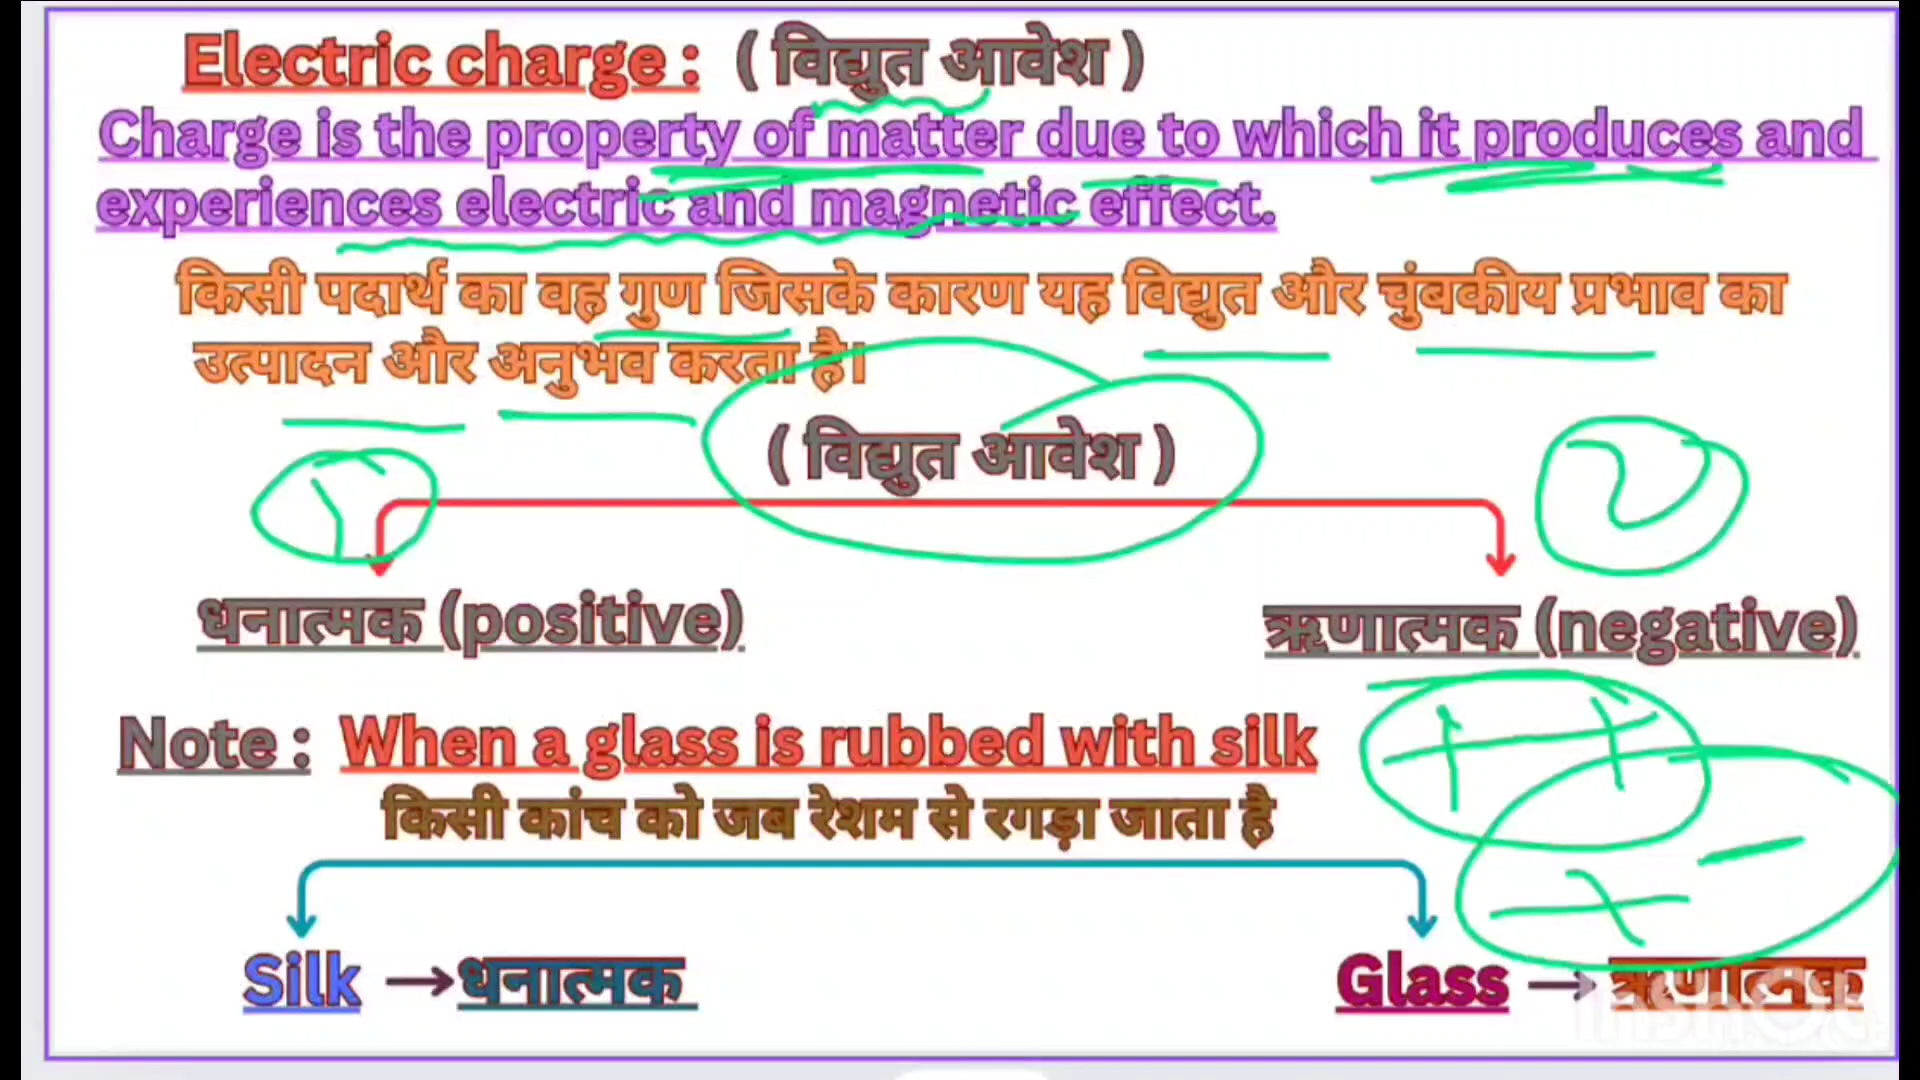 Electric charge : ( विद्युत आवेश )
Charge is the property of matter due to which it produces and
experiences electric and magnetic effect.
किसी पदार्थ का वह गुण जिसके कारण यह विद्युत और चुंबकीय प्रभाव का
उत्पादन और अनुभव करता है।
( विद्युत आवेश )
धनात्मक (positive) ऋणात्मक (negative)
Note : When a glass is rubbed with silk
किसी कांच को जब रेशम से रगड़ा जाता है
Silk → धनात्मक Glass → ऋणात्मक
InShot